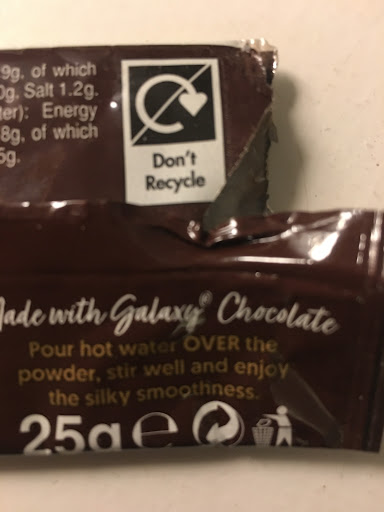 9g, of which
0g, Salt 1.2g.
ter): Energy
8g, of which
5g.
Don't
Recycle
Made with Galaxy® Chocolate
Pour hot water OVER the
powder, stir well and enjoy
the silky smoothness.
25g e